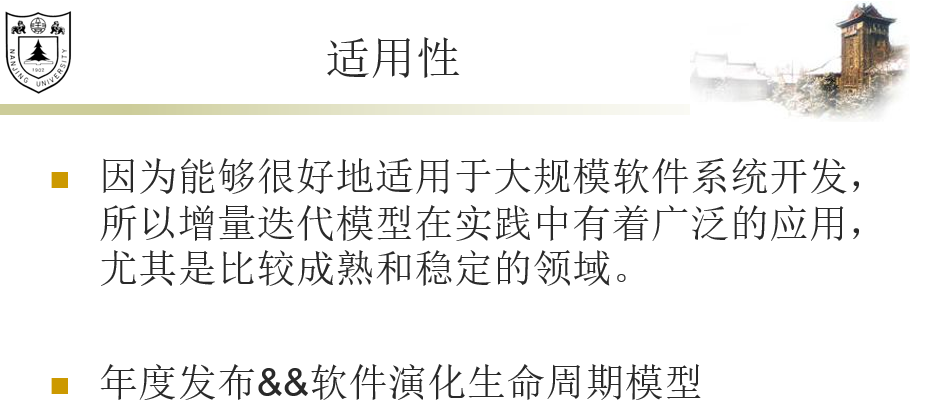 NANJING UNIVERSITY
1902
适用性
因为能够很好地适用于大规模软件系统开发，
所以增量迭代模型在实践中有着广泛的应用，
尤其是比较成熟和稳定的领域。
年度发布&&软件演化生命周期模型